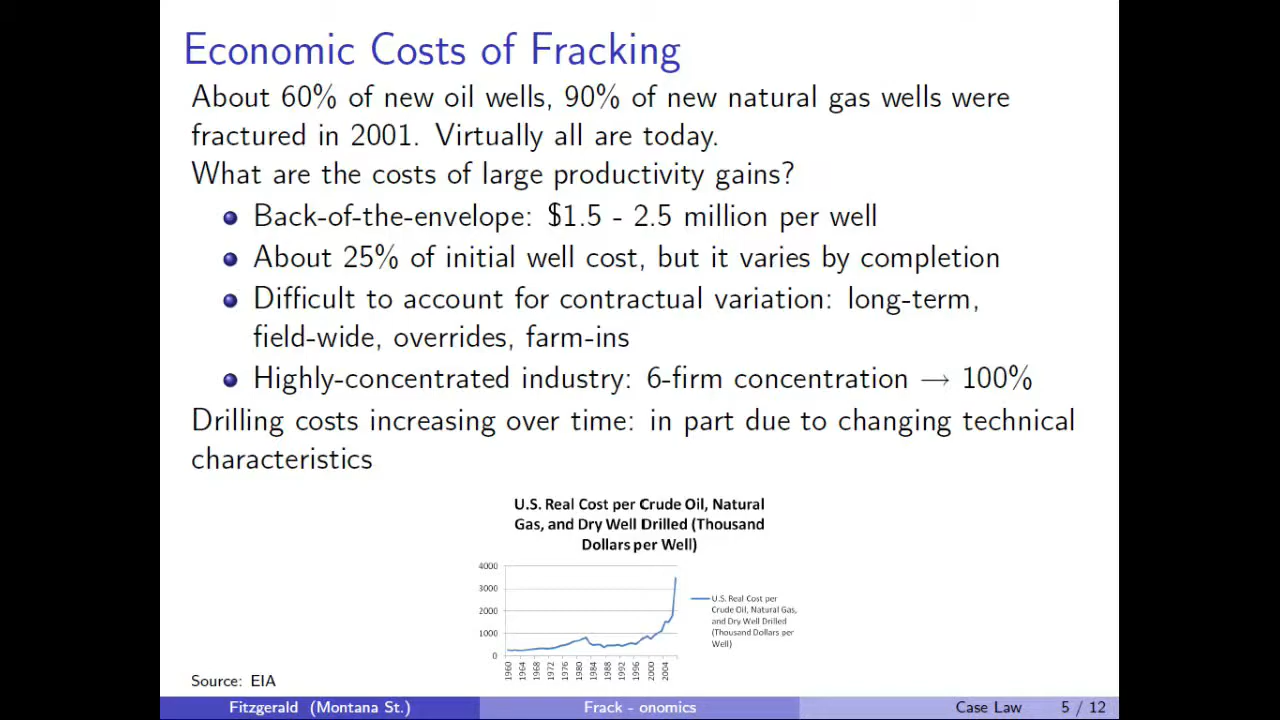 Economic Costs of Fracking
About 60% of new oil wells, 90% of new natural gas wells were
fractured in 2001. Virtually all are today.
What are the costs of large productivity gains?
Back-of-the-envelope: $1.5 - 2.5 million per well
About 25% of initial well cost, but it varies by completion
Difficult to account for contractual variation: long-term,
field-wide, overrides, farm-ins
Highly-concentrated industry: 6-firm concentration → 100%
Drilling costs increasing over time: in part due to changing technical
characteristics
U.S. Real Cost per Crude Oil, Natural
Gas, and Dry Well Drilled (Thousand
Dollars per Well)
4000
3000
2000
1000
0
1960 1964 1968 1972 1976 1980 1984 1988 1992 1996 2000 2004
U.S. Real Cost per
Crude Oil, Natural Gas,
and Dry Well Drilled
(Thousand Dollars per
Well)
Source: EIA
Fitzgerald (Montana St.) Frack - onomics Case Law 5 / 12